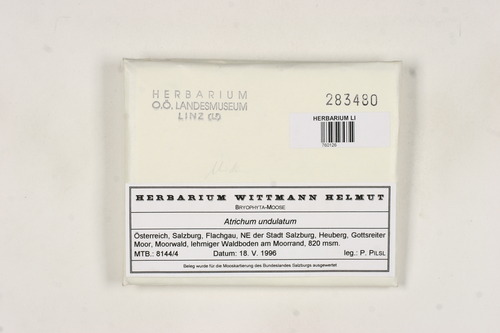 HERBARIUM
O.Ö. LANDESMUSEUM
LINZ (LI)
283480
HERBARIUM LI
760126
HERBARIUM WITTMANN HELMUT
BRYOPHYTA-MOOSE
Atrichum undulatum
Österreich, Salzburg, Flachgau, NE der Stadt Salzburg, Heuberg, Gottsreiter
Moor, Moorwald, lehmiger Waldboden am Moorrand, 820 msm.
MTB.: 8144/4 Datum: 18. V. 1996 leg.: P. PILSL
Beleg wurde für die Mooskartierung des Bundeslandes Salzburgs ausgewertet